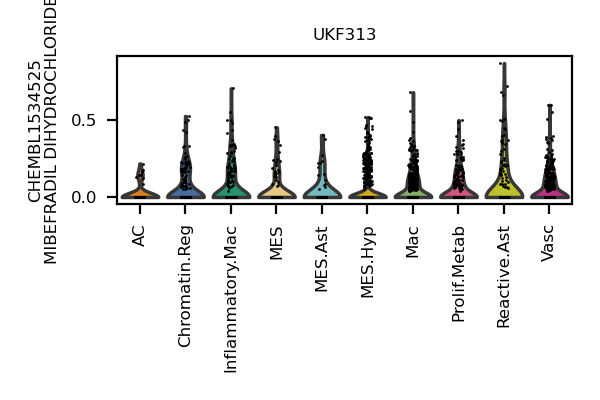 UKF313
CHEMBL1534525
MIBEFRADIL DIHYDROCHLORIDE
0.5
0.0
AC
Chromatin.Reg
Inflammatory.Mac
MES
MES.Ast
MES.Hyp
Mac
Prolif.Metab
Reactive.Ast
Vasc